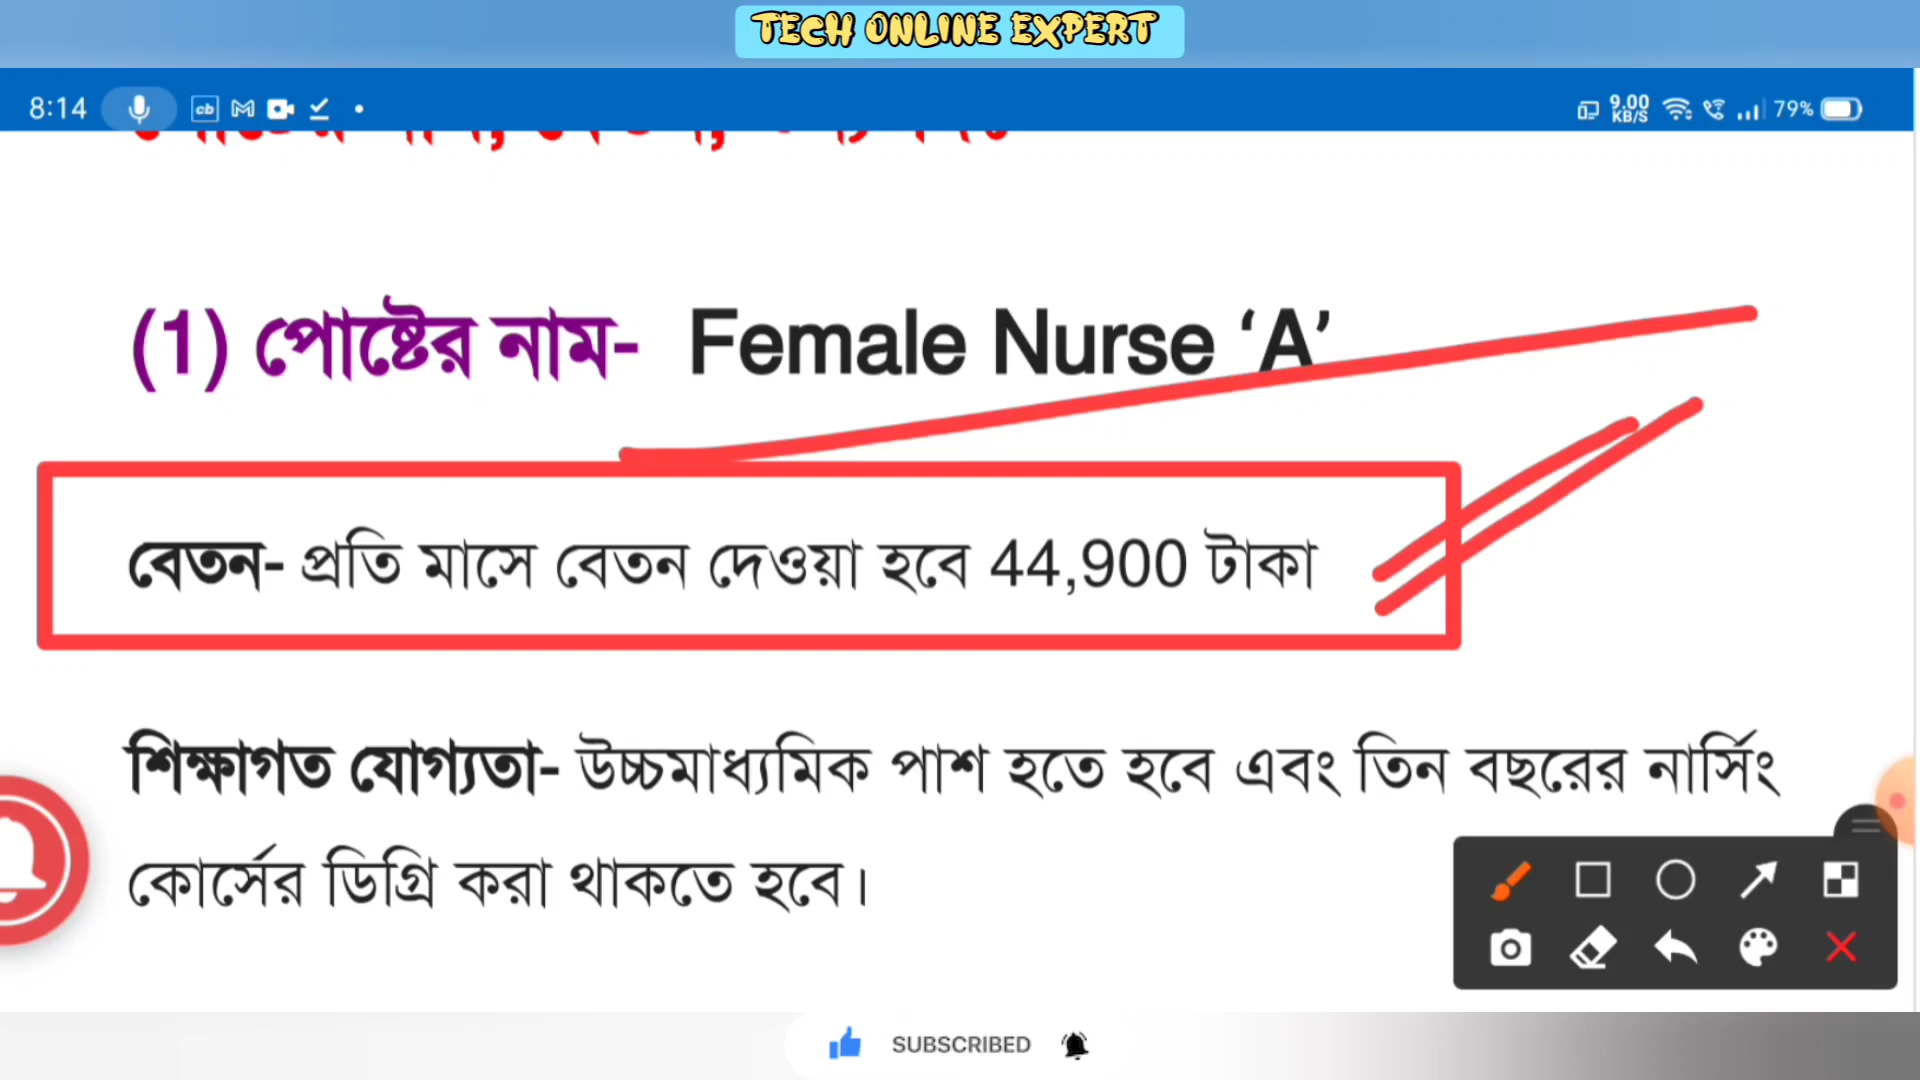 TECH ONLINE EXPERT
8:14 cb 9.00 KB/S 79%
(1) পোষ্টের নাম- Female Nurse ‘A’
বেতন- প্রতি মাসে বেতন দেওয়া হবে 44,900 টাকা
শিক্ষাগত যোগ্যতা- উচ্চমাধ্যমিক পাশ হতে হবে এবং তিন বছরের নার্সিং
কোর্সের ডিগ্রি করা থাকতে হবে।
SUBSCRIBED